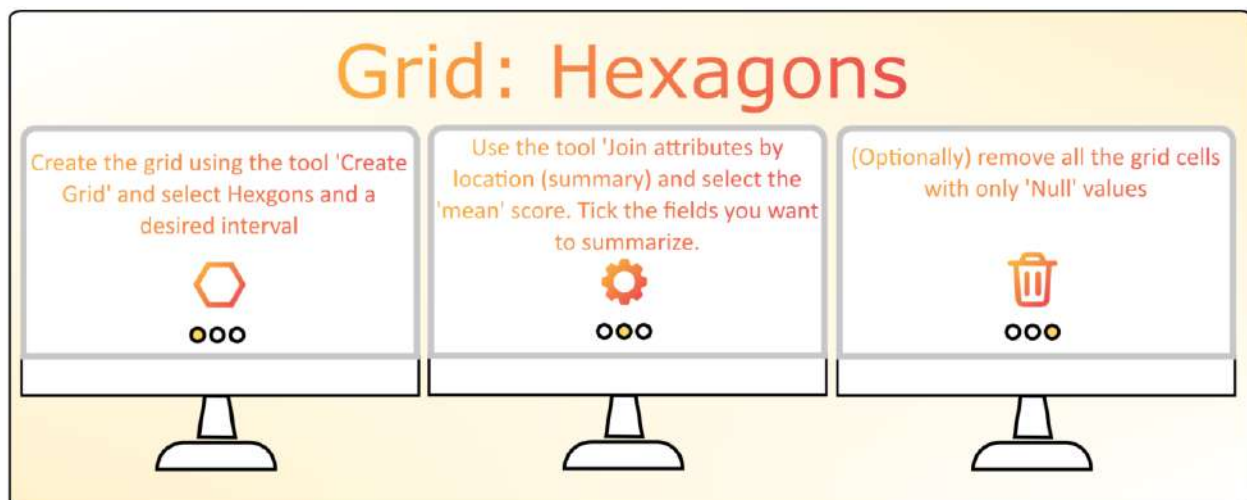 Grid: Hexagons
Create the grid using the tool 'Create
Grid' and select Hexgons and a
desired interval
Use the tool 'Join attributes by
location (summary) and select the
'mean' score. Tick the fields you want
to summarize.
(Optionally) remove all the grid cells
with only 'Null' values